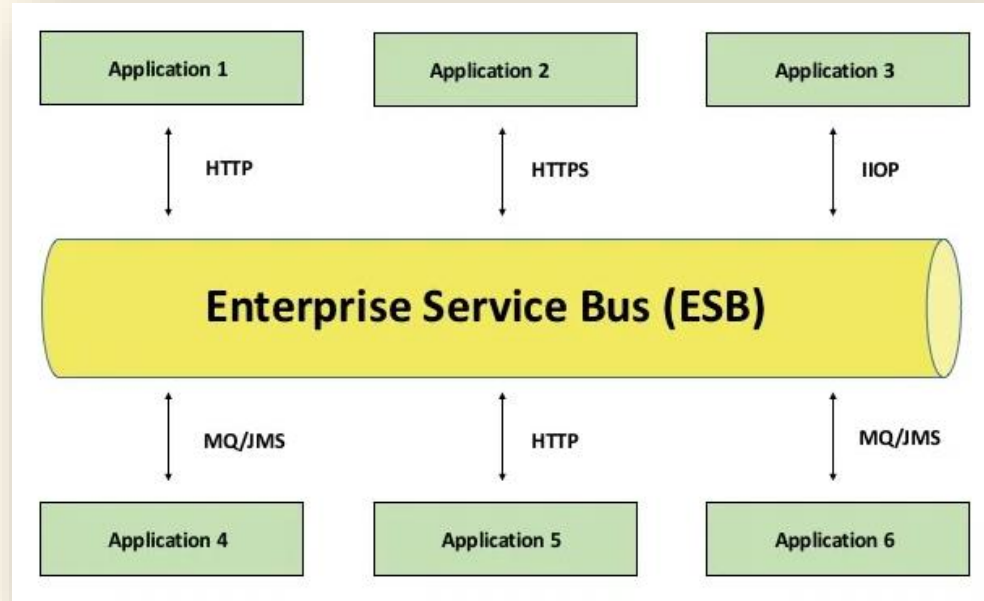 Application 1
Application 2
Application 3
HTTP
HTTPS
IIOP
Enterprise Service Bus (ESB)
MQ/JMS
HTTP
MQ/JMS
Application 4
Application 5
Application 6